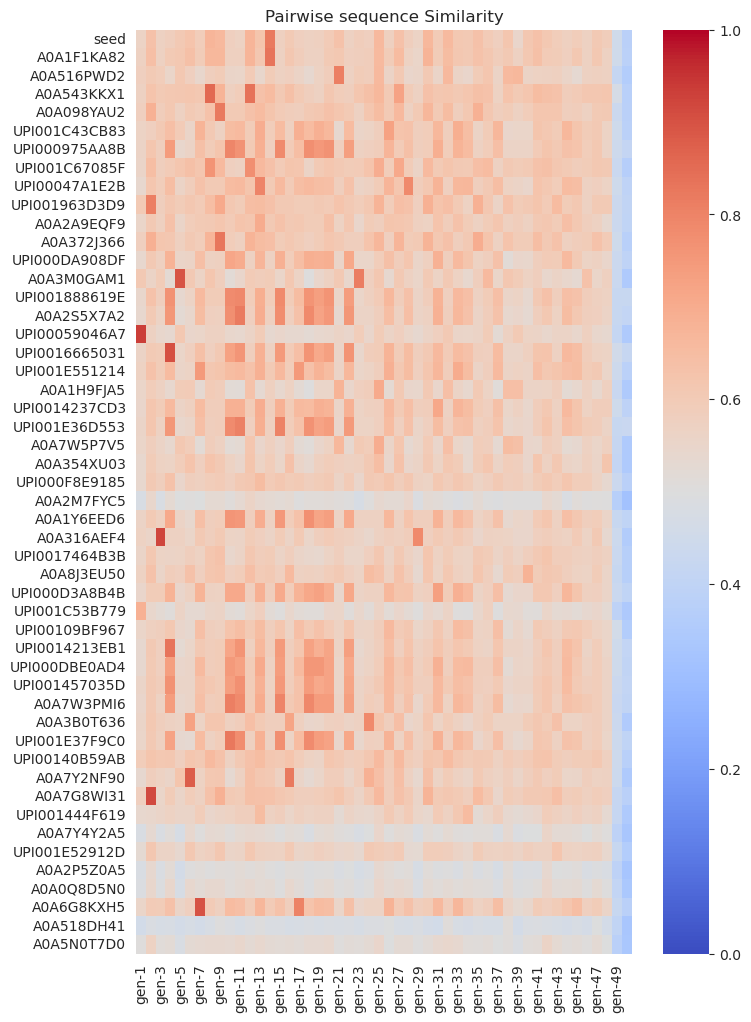 Pairwise sequence Similarity
seed
A0A1F1KA82
A0A516PWD2
A0A543KKX1
A0A098YAU2
UPI001C43CB83
UPI000975AA8B
UPI001C67085F
UPI00047A1E2B
UPI001963D3D9
A0A2A9EQF9
A0A372J366
UPI000DA908DF
A0A3M0GAM1
UPI001888619E
A0A2S5X7A2
UPI00059046A7
UPI0016665031
UPI001E551214
A0A1H9FJA5
UPI0014237CD3
UPI001E36D553
A0A7W5P7V5
A0A354XU03
UPI000F8E9185
A0A2M7FYC5
A0A1Y6EED6
A0A316AEF4
UPI0017464B3B
A0A8J3EU50
UPI000D3A8B4B
UPI001C53B779
UPI00109BF967
UPI0014213EB1
UPI000DBE0AD4
UPI001457035D
A0A7W3PMI6
A0A3B0T636
UPI001E37F9C0
UPI00140B59AB
A0A7Y2NF90
A0A7G8WI31
UPI001444F619
A0A7Y4Y2A5
UPI001E52912D
A0A2P5Z0A5
A0A0Q8D5N0
A0A6G8KXH5
A0A518DH41
A0A5N0T7D0
gen-1
gen-3
gen-5
gen-7
gen-9
gen-11
gen-13
gen-15
gen-17
gen-19
gen-21
gen-23
gen-25
gen-27
gen-29
gen-31
gen-33
gen-35
gen-37
gen-39
gen-41
gen-43
gen-45
gen-47
gen-49
1.0
0.8
0.6
0.4
0.2
0.0